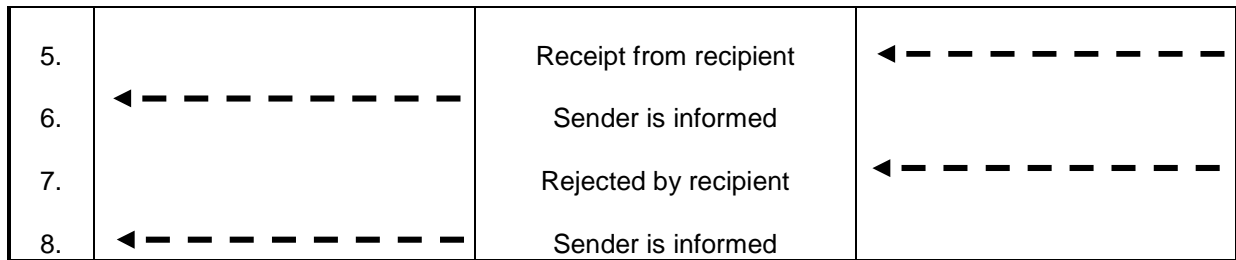 5. Receipt from recipient
6. Sender is informed
7. Rejected by recipient
8. Sender is informed